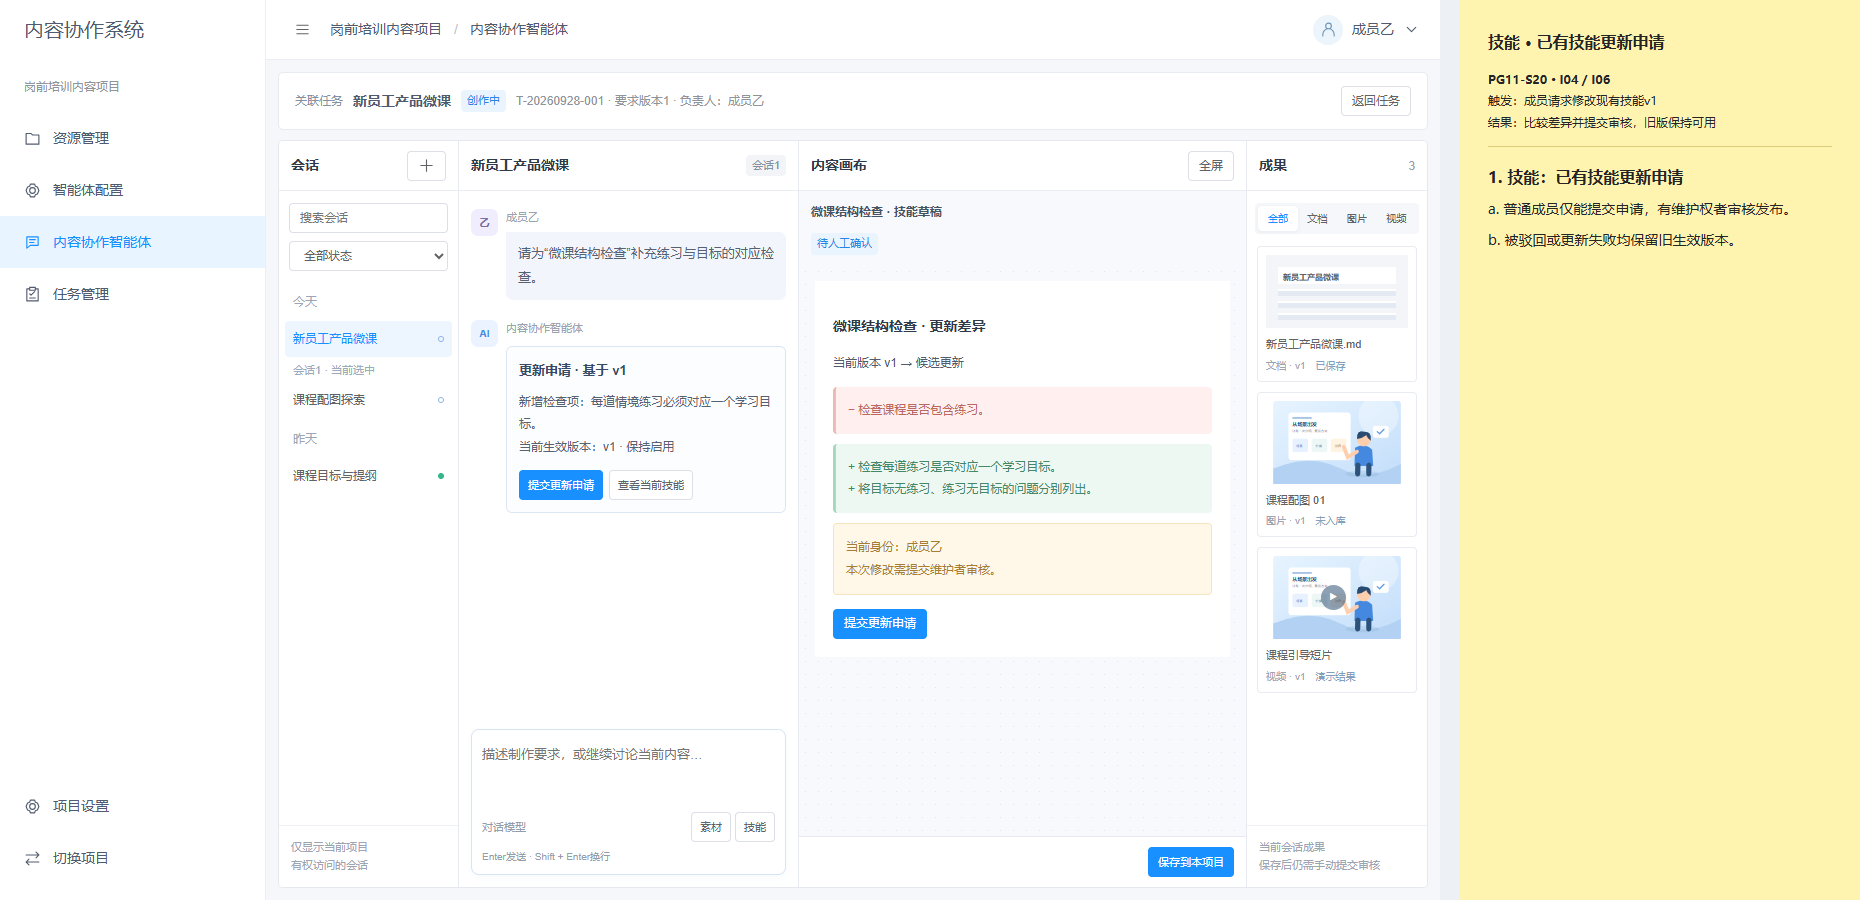 内容协作系统
岗前培训内容项目
资源管理
智能体配置
内容协作智能体
任务管理
项目设置
切换项目
岗前培训内容项目 / 内容协作智能体
成员乙
关联任务 新员工产品微课 创作中 T-20260928-001 · 要求版本1 · 负责人：成员乙
返回任务
会话
搜索会话
全部状态
今天
新员工产品微课
会话1 · 当前选中
课程配图探索
昨天
课程目标与提纲
仅显示当前项目
有权访问的会话
新员工产品微课
会话1
乙
成员乙
请为“微课结构检查”补充练习与目标的对应检
查。
AI
内容协作智能体
更新申请 · 基于 v1
新增检查项：每道情境练习必须对应一个学习目
标。
当前生效版本：v1 · 保持启用
提交更新申请
查看当前技能
描述制作要求，或继续讨论当前内容...
对话模型
素材
技能
Enter发送 · Shift + Enter换行
内容画布
全屏
微课结构检查 · 技能草稿
待人工确认
微课结构检查 · 更新差异
当前版本 v1 → 候选更新
− 检查课程是否包含练习。
+ 检查每道练习是否对应一个学习目标。
+ 将目标无练习、练习无目标的问题分别列出。
当前身份：成员乙
本次修改需提交维护者审核。
提交更新申请
保存到本项目
成果
3
全部
文档
图片
视频
新员工产品微课
新员工产品微课.md
文档 · v1 已保存
从场景出发
课程配图 01
图片 · v1 未入库
从场景出发
课程引导短片
视频 · v1 演示结果
当前会话成果
保存后仍需手动提交审核
技能 • 已有技能更新申请
PG11-S20 • I04 / I06
触发：成员请求修改现有技能v1
结果：比较差异并提交审核，旧版保持可用
1. 技能：已有技能更新申请
a. 普通成员仅能提交申请，有维护权者审核发布。
b. 被驳回或更新失败均保留旧生效版本。